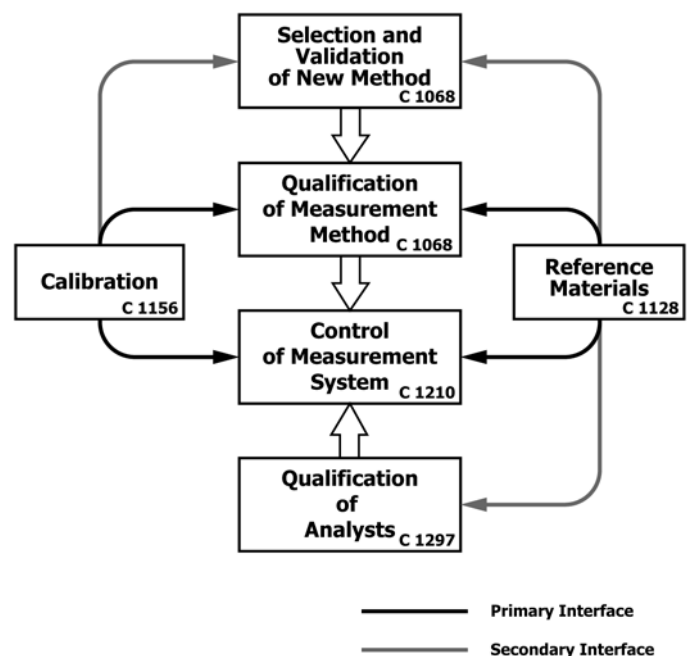 Selection and
Validation
of New Method
C 1068
Qualification
of Measurement
Method
C 1068
Calibration
C 1156
Reference
Materials
C 1128
Control
of Measurement
System
C 1210
Qualification
of
Analysts
C 1297
Primary Interface
Secondary Interface